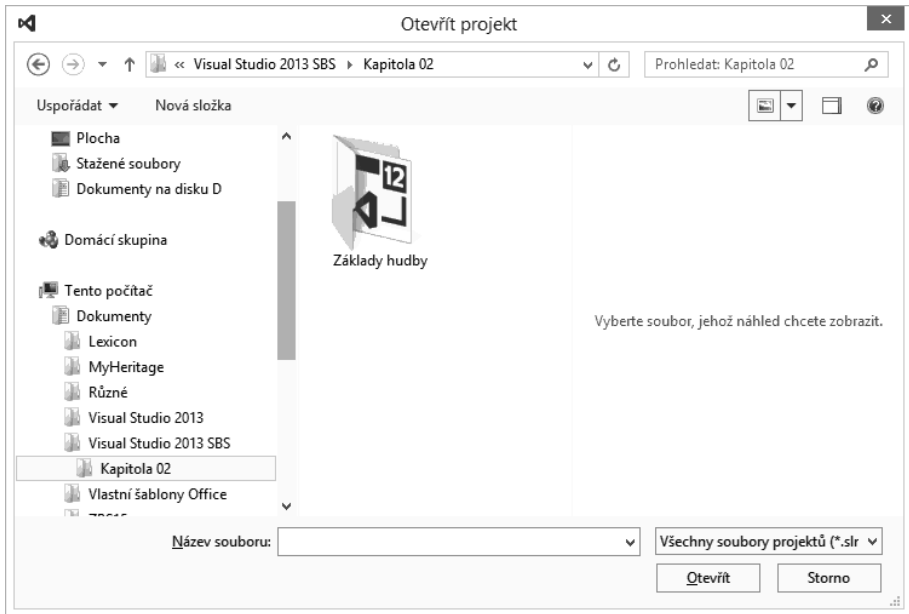 Otevřít projekt
« Visual Studio 2013 SBS Kapitola 02
Prohledat: Kapitola 02
Uspořádat
Nová složka
Plocha
Stažené soubory
Dokumenty na disku D
Domácí skupina
Tento počítač
Dokumenty
Lexicon
MyHeritage
Různé
Visual Studio 2013
Visual Studio 2013 SBS
Kapitola 02
Vlastní šablony Office
12
Základy hudby
Vyberte soubor, jehož náhled chcete zobrazit.
Název souboru:
Všechny soubory projektů (*.slr
Otevřít
Storno